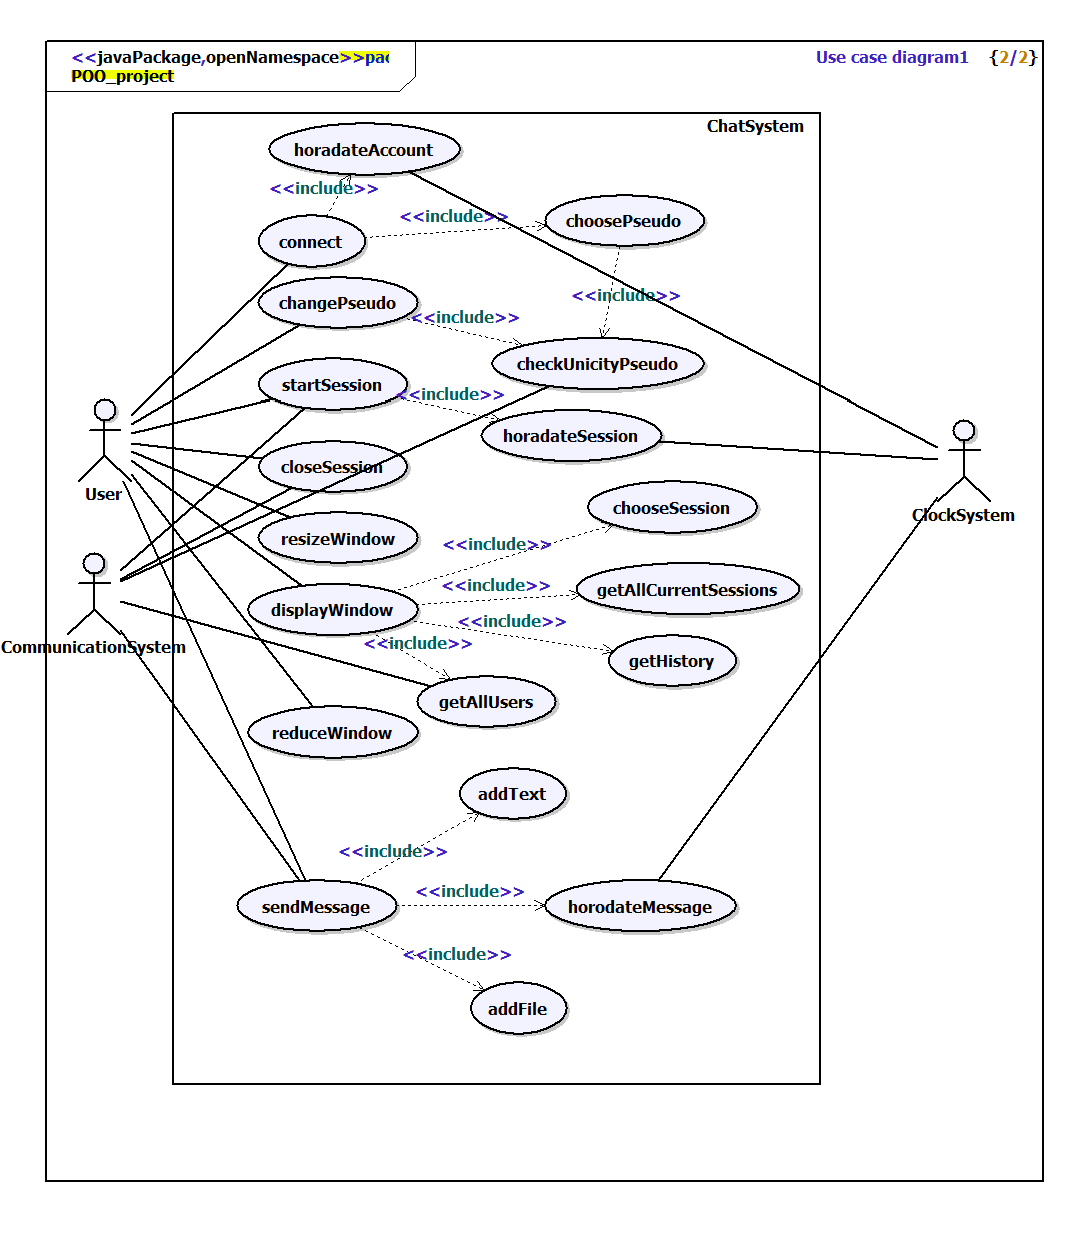 <<javaPackage,openNamespace>>pac
POO_project
Use case diagram1 {2/2}
ChatSystem
horadateAccount
<<include>>
<<include>>
choosePseudo
connect
<<include>>
changePseudo
<<include>>
checkUnicityPseudo
startSession
<<include>>
horadateSession
closeSession
User
chooseSession
ClockSystem
resizeWindow
<<include>>
<<include>>
getAllCurrentSessions
displayWindow
<<include>>
<<include>>
CommunicationSystem
getHistory
getAllUsers
reduceWindow
addText
<<include>>
<<include>>
sendMessage
horodateMessage
<<include>>
addFile